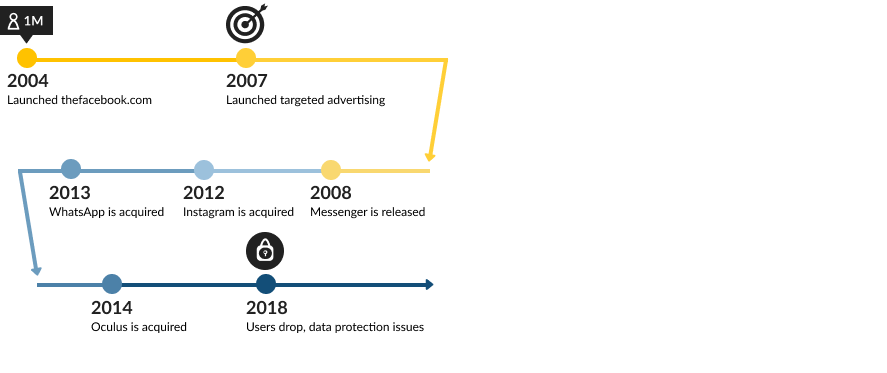 1M
2004
Launched thefacebook.com
2007
Launched targeted advertising
2013
WhatsApp is acquired
2012
Instagram is acquired
2008
Messenger is released
2014
Oculus is acquired
2018
Users drop, data protection issues